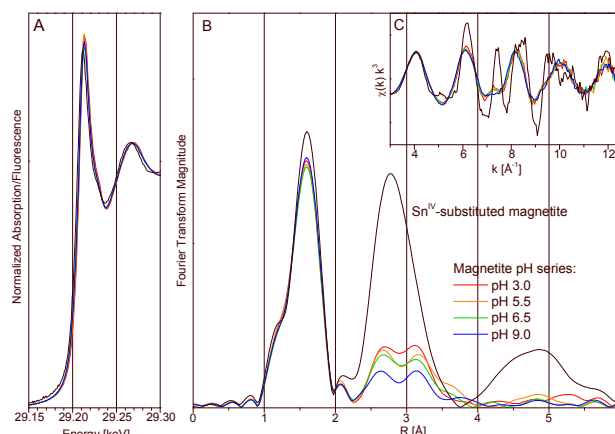 A
B
C
Normalized Absorption/Fluorescence
29.15 29.20 29.25 29.30
Energy [keV]
Fourier Transform Magnitude
0 1 2 3 4 5
R [Å]
χ(k) k³
4 6 8 10 12
k [Å⁻¹]
Snᴵⱽ-substituted magnetite
Magnetite pH series:
pH 3.0
pH 5.5
pH 6.5
pH 9.0